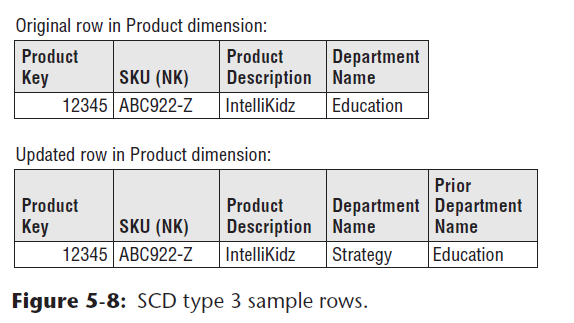 Original row in Product dimension:
Product Key SKU (NK) Product Description Department Name
12345 ABC922-Z IntelliKidz Education
Updated row in Product dimension:
Product Key SKU (NK) Product Description Department Name Prior Department Name
12345 ABC922-Z IntelliKidz Strategy Education
Figure 5-8: SCD type 3 sample rows.